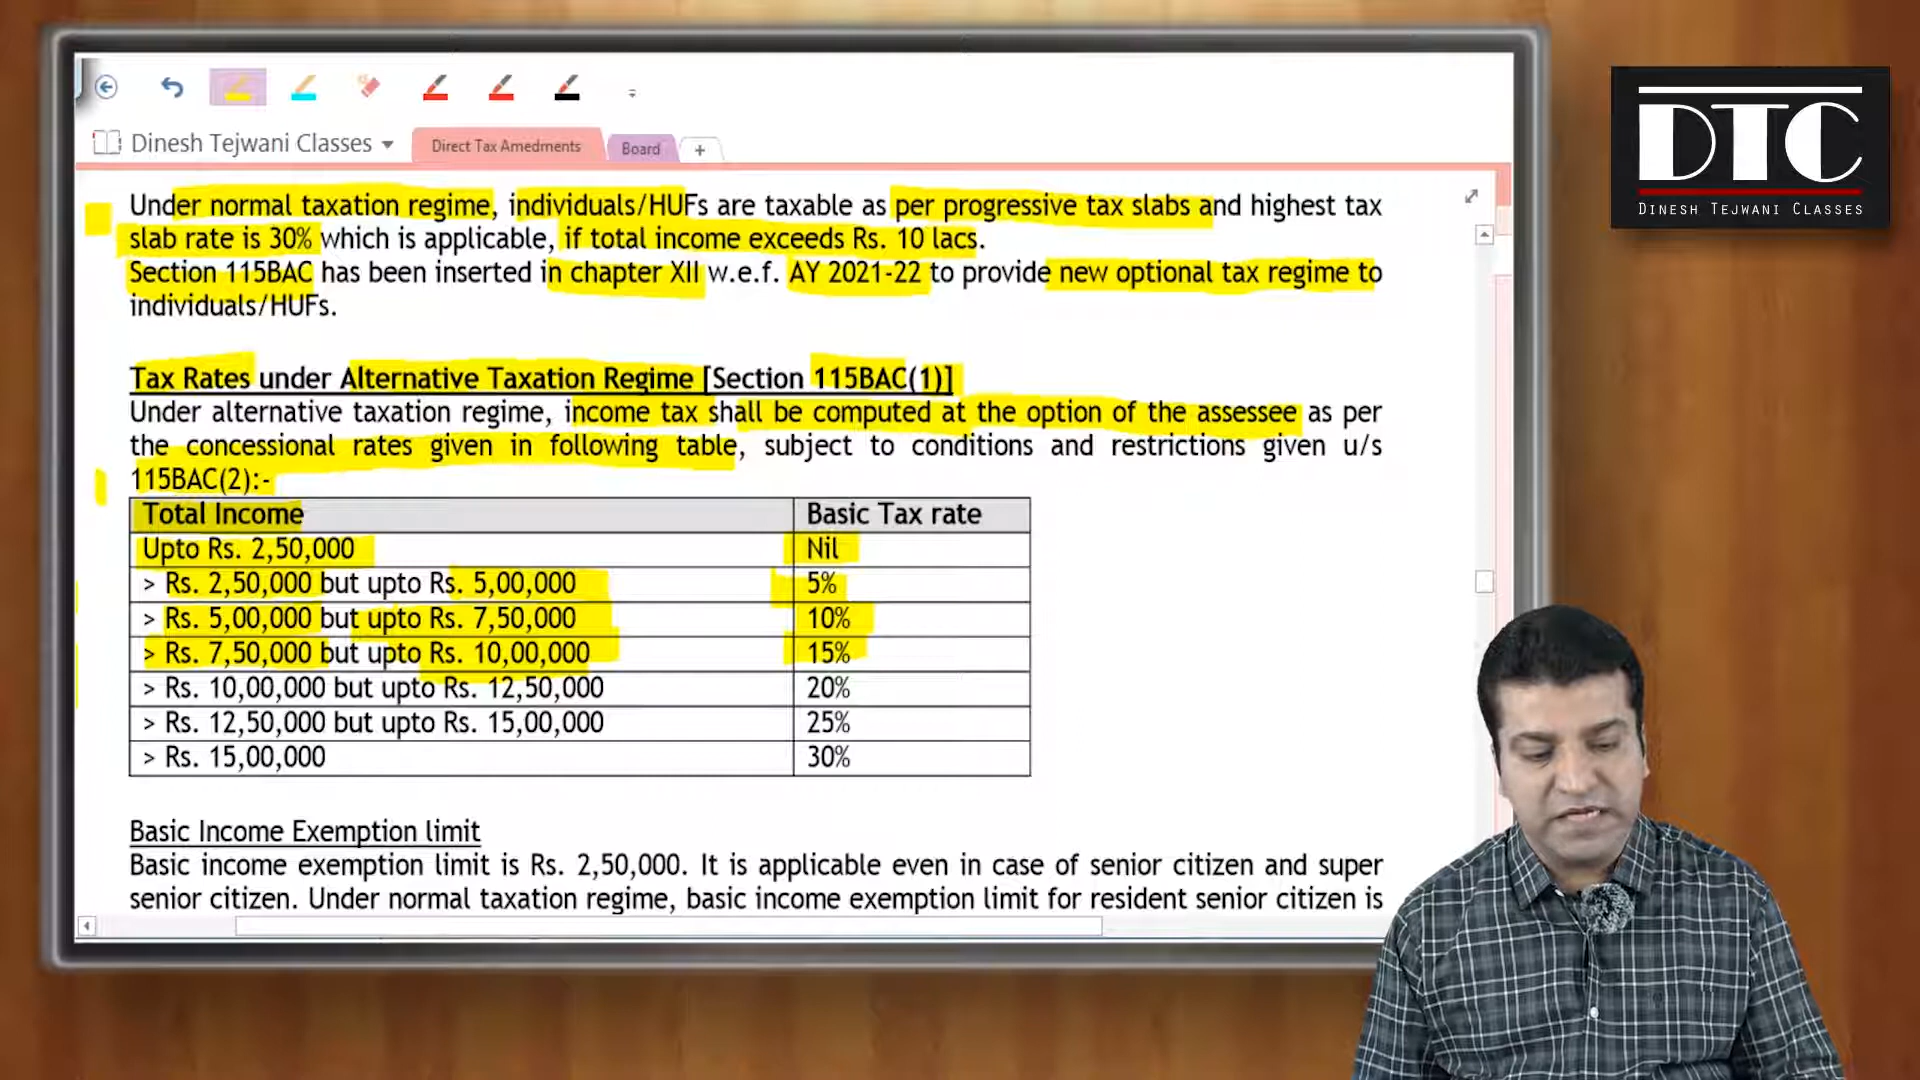 DTC
DINESH TEJWANI CLASSES
Dinesh Tejwani Classes
Direct Tax Amedments
Board
+
Under normal taxation regime, individuals/HUFs are taxable as per progressive tax slabs and highest tax
slab rate is 30% which is applicable, if total income exceeds Rs. 10 lacs.
Section 115BAC has been inserted in chapter XII w.e.f. AY 2021-22 to provide new optional tax regime to
individuals/HUFs.
Tax Rates under Alternative Taxation Regime [Section 115BAC(1)]
Under alternative taxation regime, income tax shall be computed at the option of the assessee as per
the concessional rates given in following table, subject to conditions and restrictions given u/s
115BAC(2):-
Total Income Basic Tax rate
Upto Rs. 2,50,000 Nil
> Rs. 2,50,000 but upto Rs. 5,00,000 5%
> Rs. 5,00,000 but upto Rs. 7,50,000 10%
> Rs. 7,50,000 but upto Rs. 10,00,000 15%
> Rs. 10,00,000 but upto Rs. 12,50,000 20%
> Rs. 12,50,000 but upto Rs. 15,00,000 25%
> Rs. 15,00,000 30%
Basic Income Exemption limit
Basic income exemption limit is Rs. 2,50,000. It is applicable even in case of senior citizen and super
senior citizen. Under normal taxation regime, basic income exemption limit for resident senior citizen is